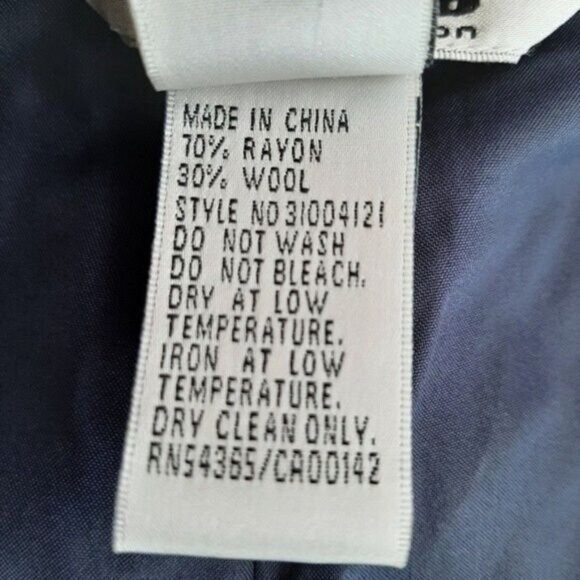 on
MADE IN CHINA
70% RAYON
30% WOOL
STYLE NO 31004121
DO NOT WASH
DO NOT BLEACH.
DRY AT LOW
TEMPERATURE.
IRON AT LOW
TEMPERATURE.
DRY CLEAN ONLY.
RN54365/CA00142